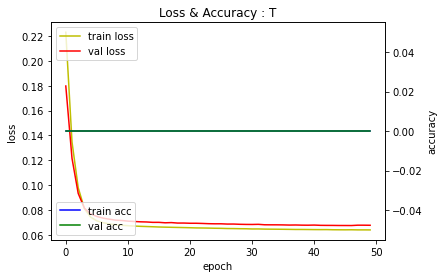 Loss & Accuracy : T
train loss
val loss
train acc
val acc
0.22
0.20
0.18
0.16
0.14
0.12
0.10
0.08
0.06
loss
0.04
0.02
0.00
−0.02
−0.04
accuracy
0 10 20 30 40 50
epoch